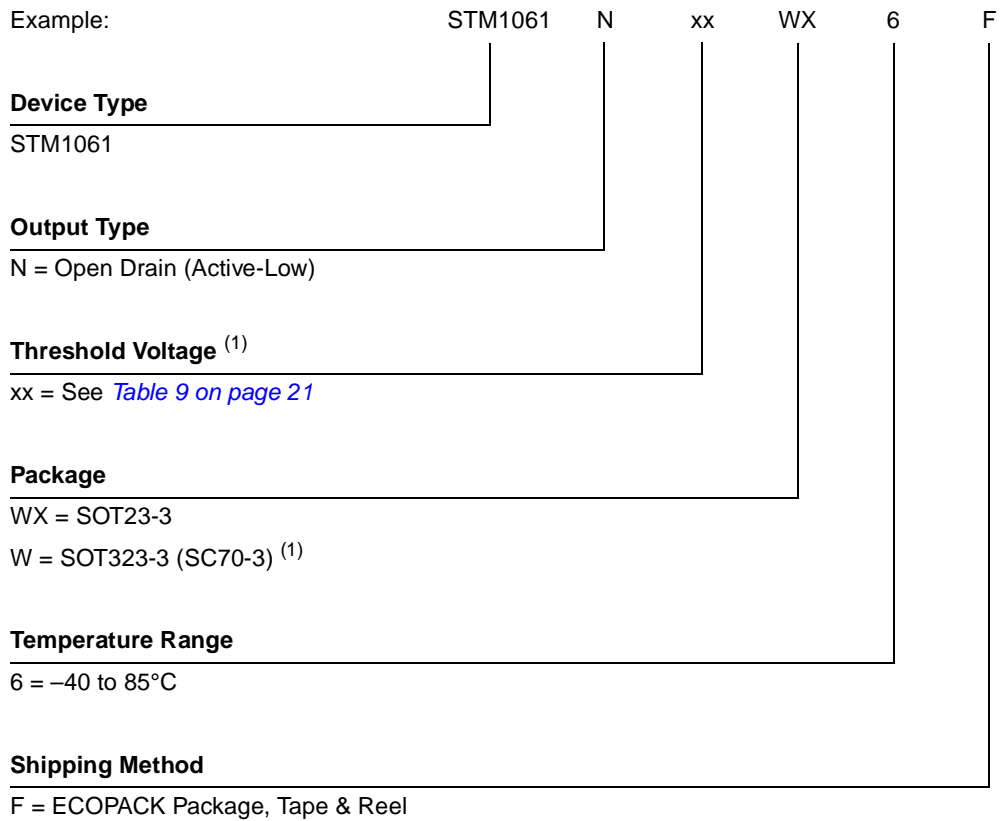 Example: STM1061 N xx WX 6 F
Device Type
STM1061
Output Type
N = Open Drain (Active-Low)
Threshold Voltage (1)
xx = See Table 9 on page 21
Package
WX = SOT23-3
W = SOT323-3 (SC70-3) (1)
Temperature Range
6 = –40 to 85°C
Shipping Method
F = ECOPACK Package, Tape & Reel